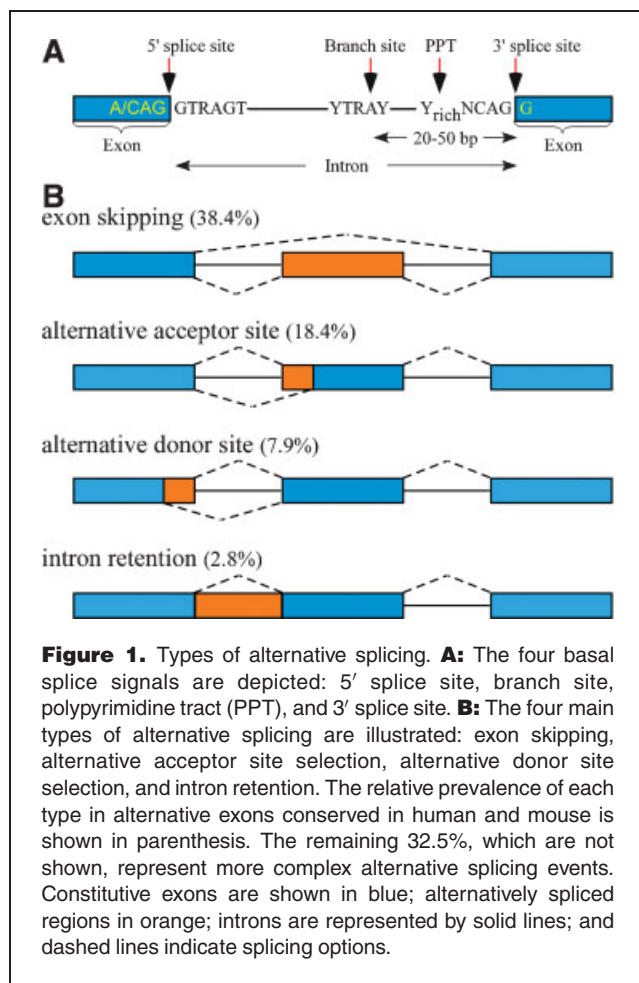 A
5′ splice site Branch site PPT 3′ splice site
A/CAG GTRAGT YTRAY Yrich NCAG G
Exon 20-50 bp Exon
Intron
B
exon skipping (38.4%)
alternative acceptor site (18.4%)
alternative donor site (7.9%)
intron retention (2.8%)
Figure 1. Types of alternative splicing. A: The four basal
splice signals are depicted: 5′ splice site, branch site,
polypyrimidine tract (PPT), and 3′ splice site. B: The four main
types of alternative splicing are illustrated: exon skipping,
alternative acceptor site selection, alternative donor site
selection, and intron retention. The relative prevalence of each
type in alternative exons conserved in human and mouse is
shown in parenthesis. The remaining 32.5%, which are not
shown, represent more complex alternative splicing events.
Constitutive exons are shown in blue; alternatively spliced
regions in orange; introns are represented by solid lines; and
dashed lines indicate splicing options.